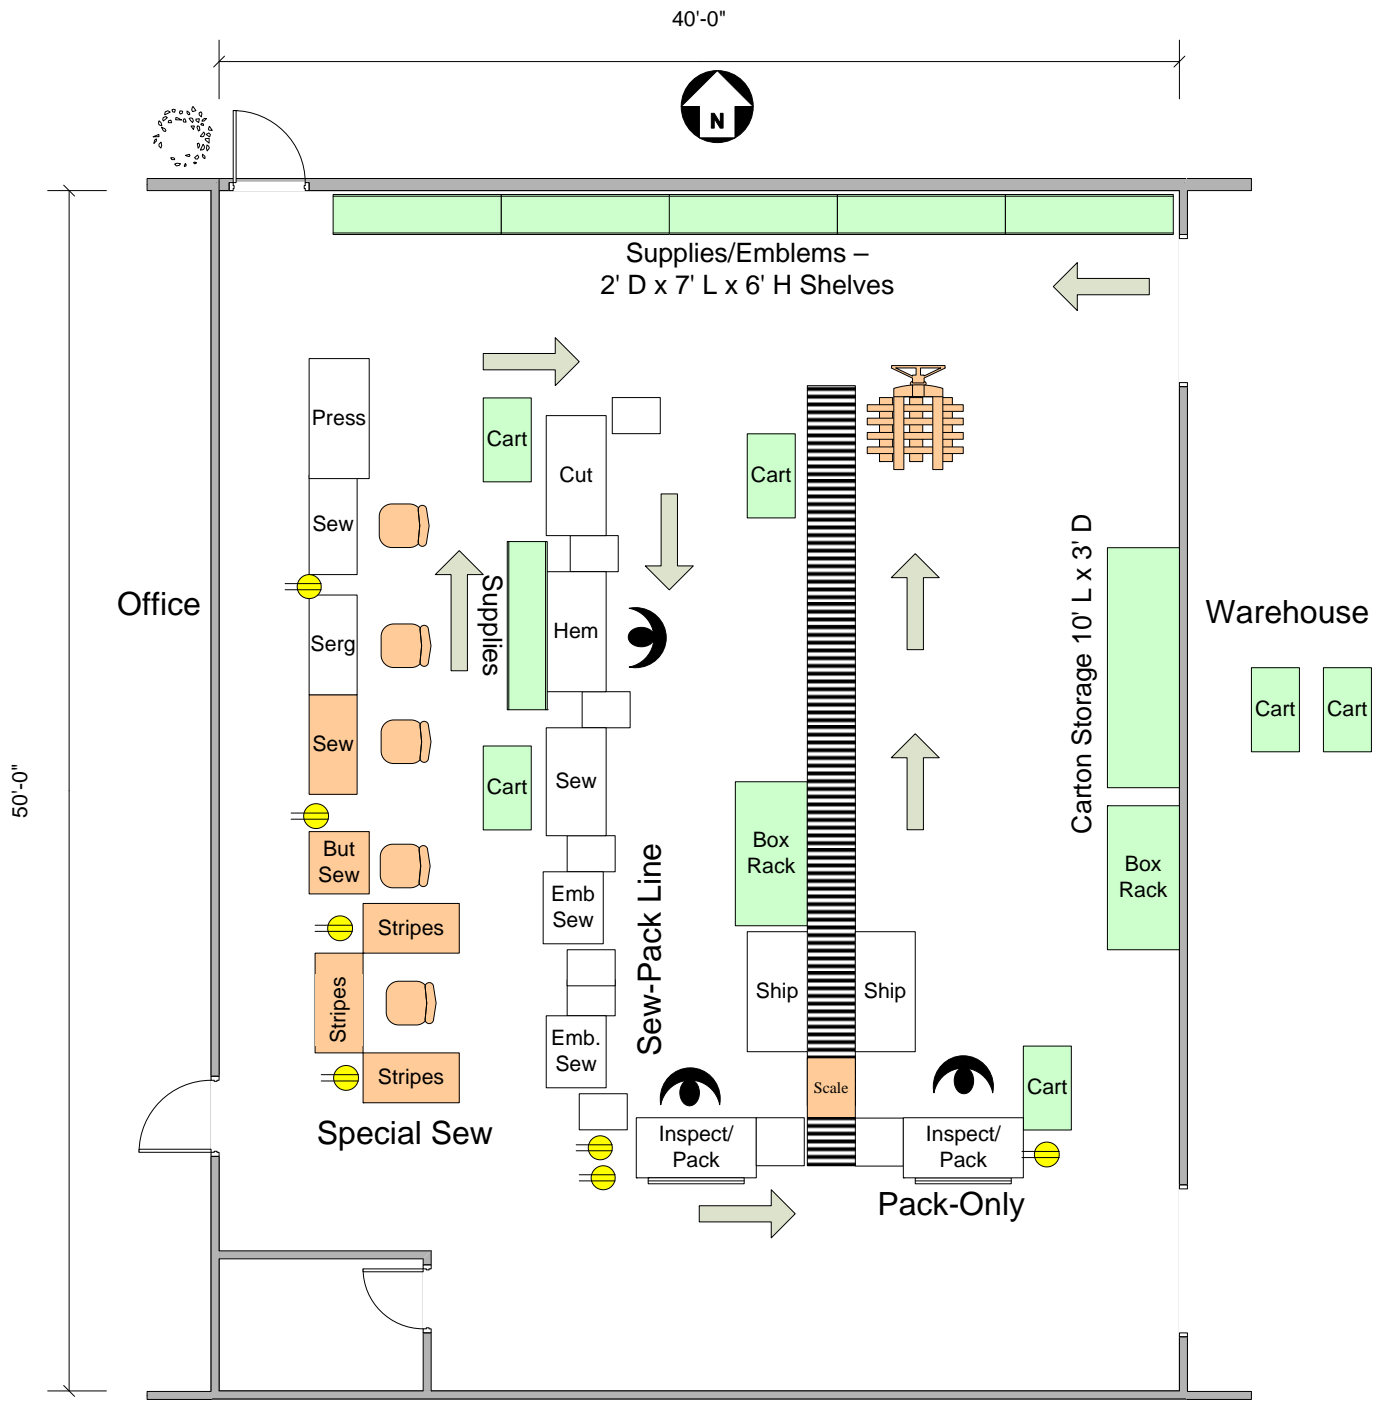 40'-0"
N
Supplies/Emblems –
2' D x 7' L x 6' H Shelves
Press
Cart
Cut
Cart
Sew
Supplies
Hem
Carton Storage 10' L x 3' D
Office
Warehouse
Serg
Cart
Cart
Sew
Cart
Sew
50'-0"
But
Sew
Box
Rack
Box
Rack
Emb
Sew
Sew-Pack Line
Stripes
Stripes
Ship
Ship
Emb.
Sew
Stripes
Scale
Cart
Special Sew
Inspect/
Pack
Inspect/
Pack
Pack-Only